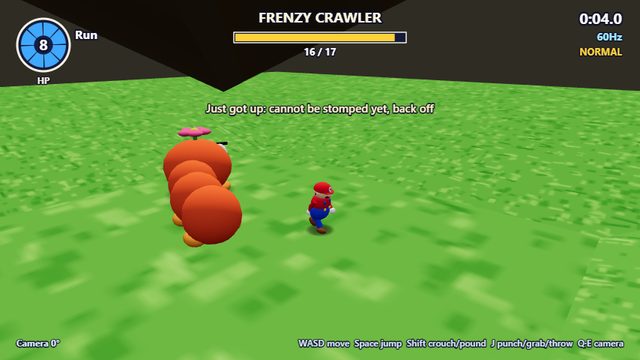 FRENZY CRAWLER
16 / 17
8
HP
Run
0:04.0
60Hz
NORMAL
Just got up: cannot be stomped yet, back off
Camera 0°
WASD move Space jump Shift crouch/pound J punch/grab/throw Q-E camera